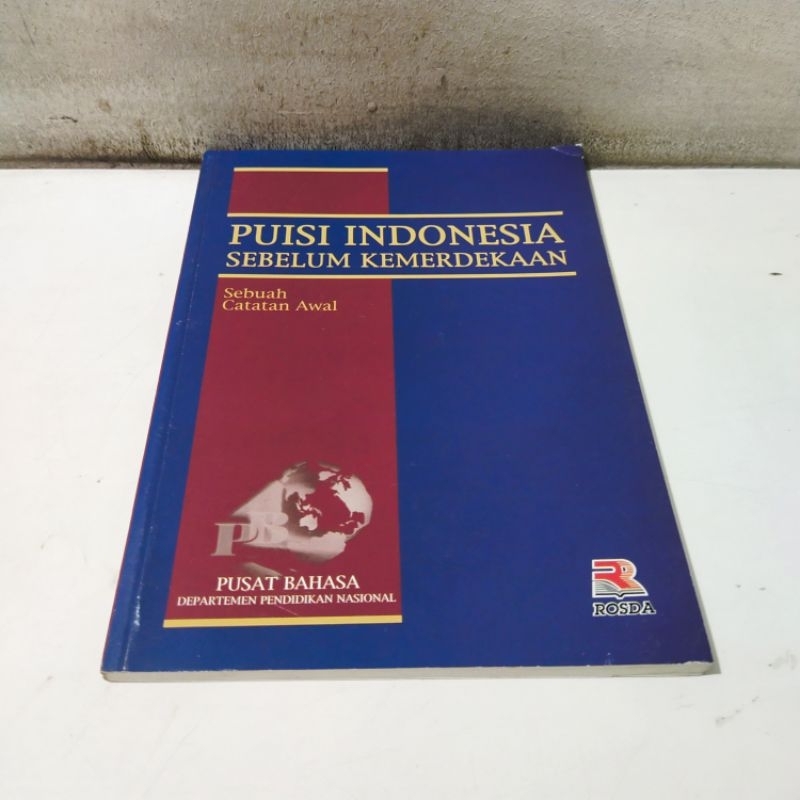 PUISI INDONESIA
SEBELUM KEMERDEKAAN
Sebuah
Catatan Awal
PB
PUSAT BAHASA
DEPARTEMEN PENDIDIKAN NASIONAL
R
ROSDA